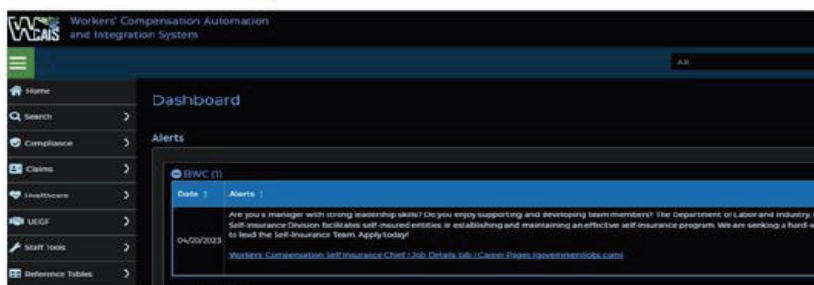 WCAIS
Workers' Compensation Automation
and Integration System
All
Home
Search
Compliance
Claims
Healthcare
UEGF
Staff Tools
Reference Tables
Dashboard
Alerts
BWC (1)
Date Alerts
Are you a manager with strong leadership skills? Do you enjoy supporting and developing team members? The Department of Labor and Industry,
04/20/2023
Self-insurance Division facilitates self-insured entities in establishing and maintaining an effective self-insurance program. We are seeking a hard-w
to lead the Self-Insurance Team. Apply today!
Workers Compensation Self Insurance Chief | Job Details tab | Career Pages (governmentjobs.com)